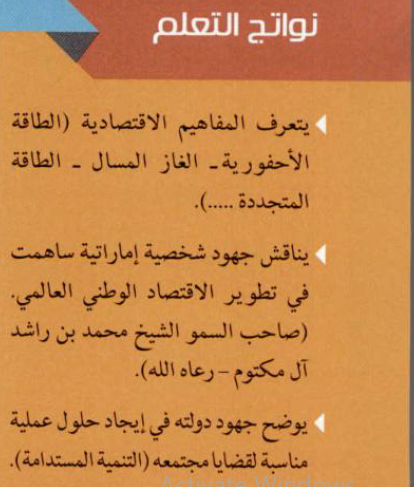 نواتج التعلم
يتعرف المفاهيم الاقتصادية (الطاقة
الأحفورية ـ الغاز المسال ـ الطاقة
المتجددة .....).
يناقش جهود شخصية إماراتية ساهمت
في تطوير الاقتصاد الوطني العالمي.
(صاحب السمو الشيخ محمد بن راشد
آل مكتوم – رعاه الله).
يوضح جهود دولته في إيجاد حلول عملية
مناسبة لقضايا مجتمعه (التنمية المستدامة).
Activate Windows